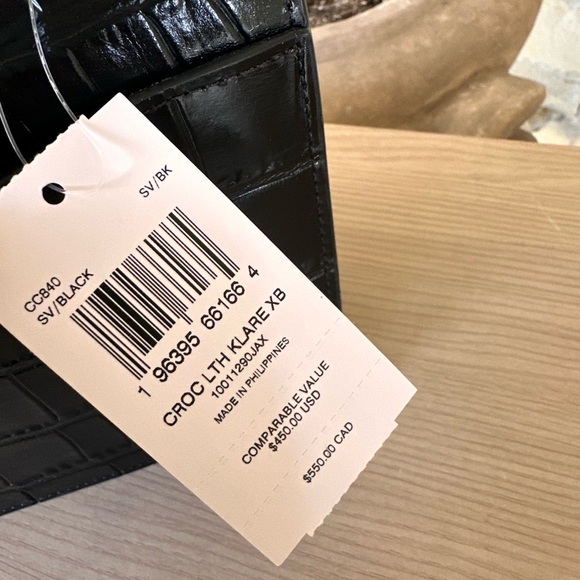 SV/BK
CC840
SV/BLACK
1 96395 66166 4
CROC LTH KLARE XB
10011290JAX
MADE IN PHILIPPINES
COMPARABLE VALUE
$450.00 USD
$550.00 CAD